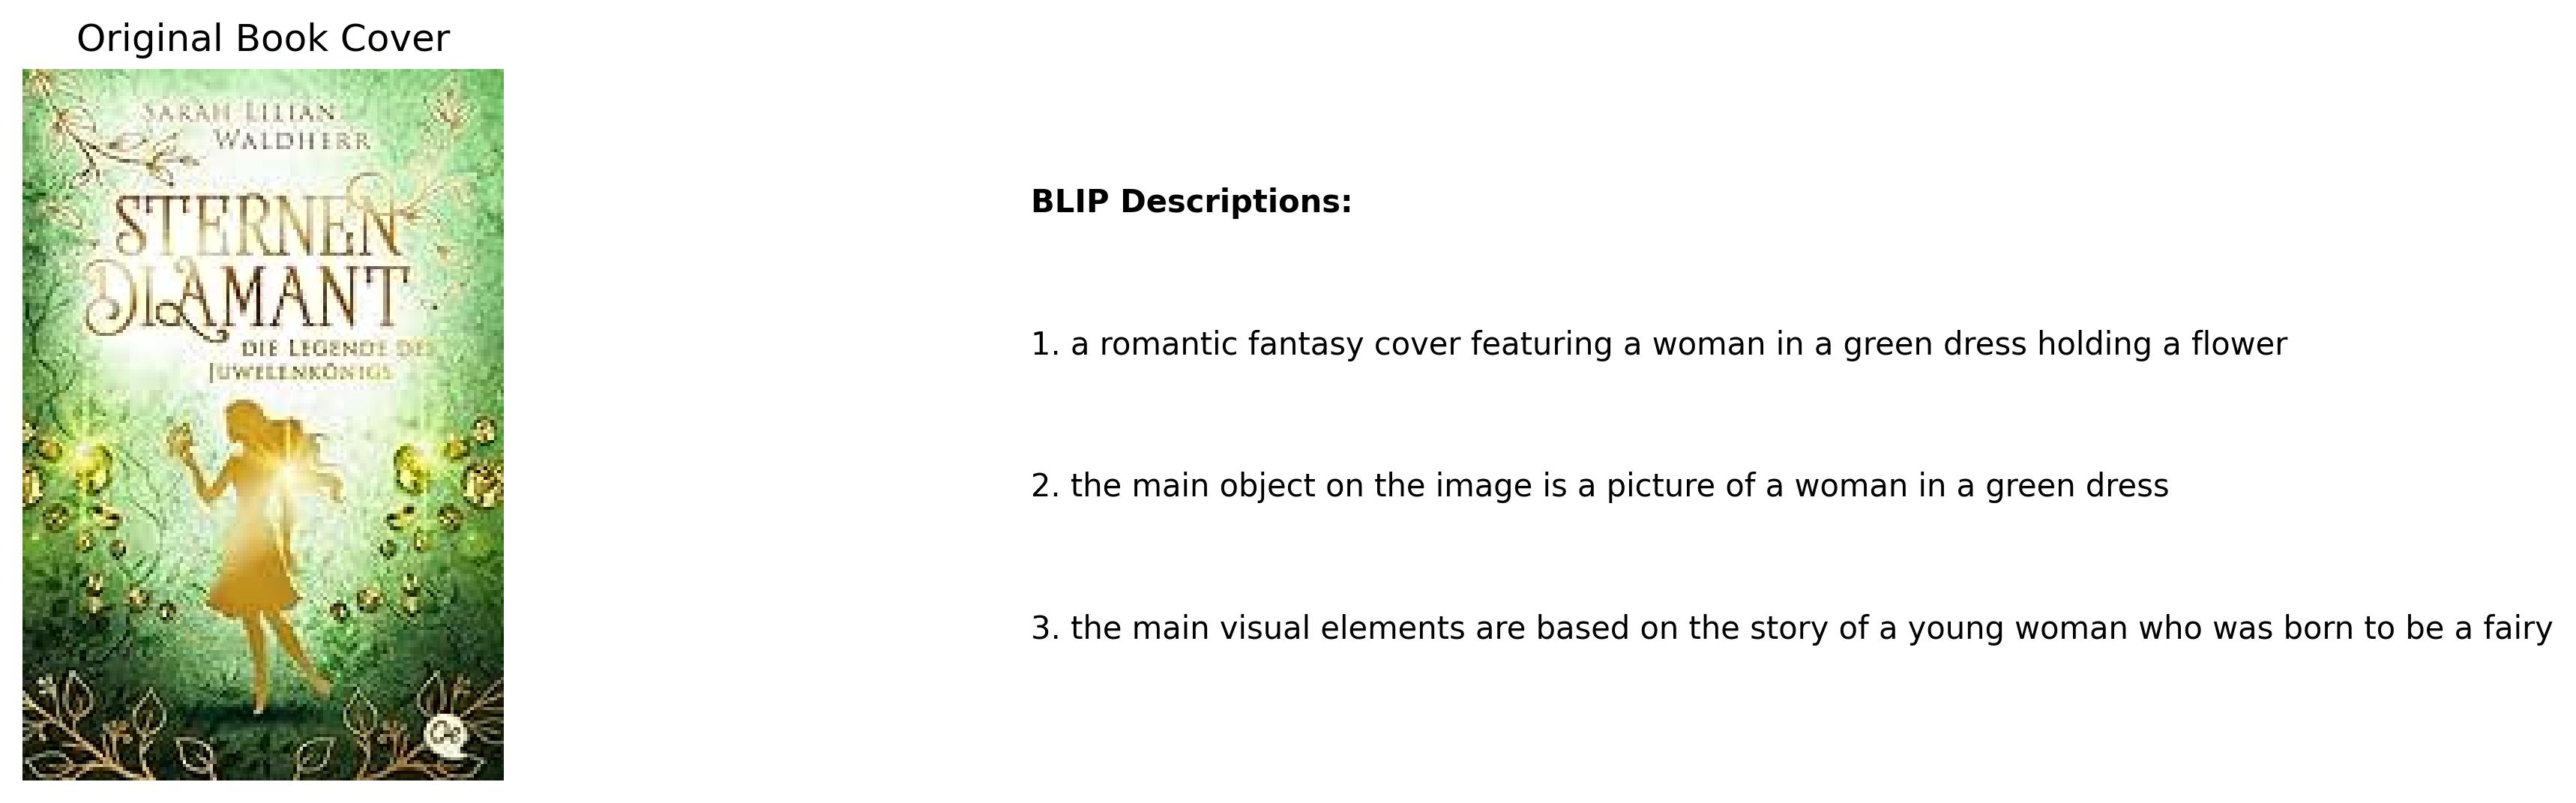 Original Book Cover
SARAH LILIAN
WALDHERR
STERNEN
DIAMANT
DIE LEGENDE DES
JUWELENKÖNIGS
Oe
BLIP Descriptions:
1. a romantic fantasy cover featuring a woman in a green dress holding a flower
2. the main object on the image is a picture of a woman in a green dress
3. the main visual elements are based on the story of a young woman who was born to be a fairy